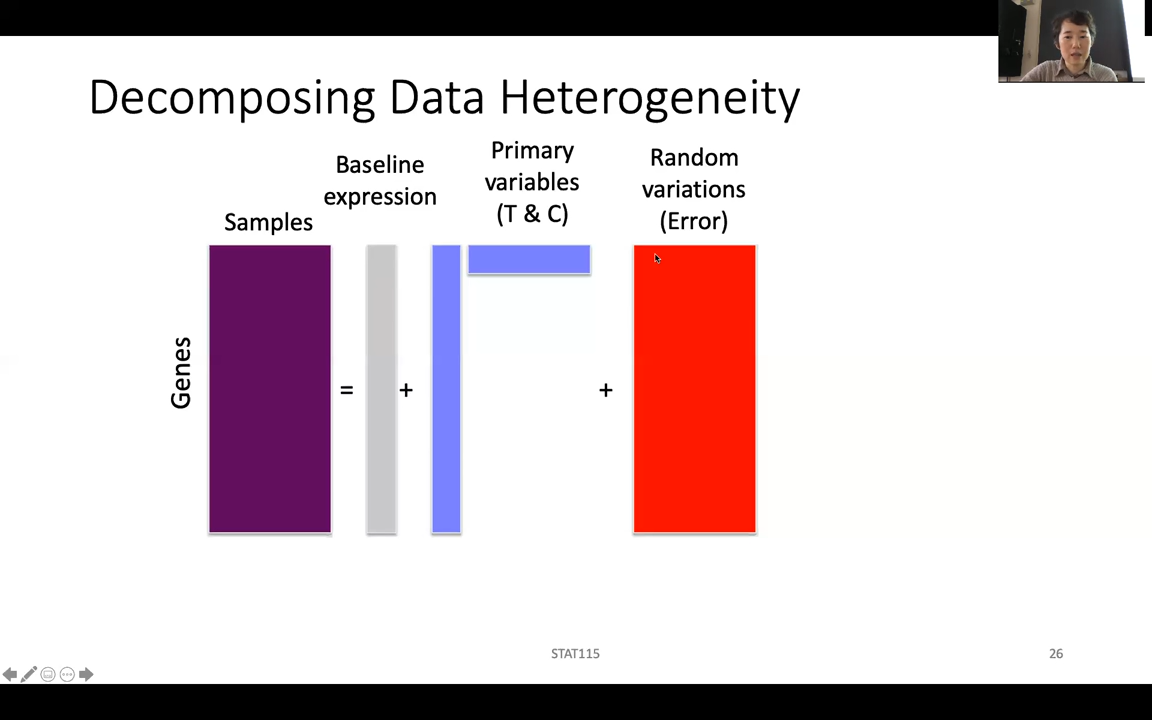 Decomposing Data Heterogeneity
Samples
Baseline
expression
Primary
variables
(T & C)
Random
variations
(Error)
Genes
=
+
+
STAT115
26